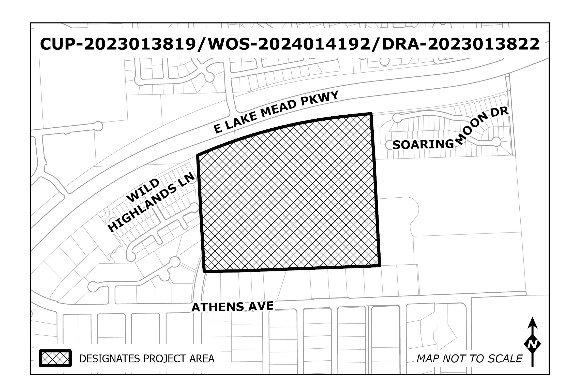 CUP-2023013819/WOS-2024014192/DRA-2023013822
E LAKE MEAD PKWY
SOARING MOON DR
WILD
HIGHLANDS LN
ATHENS AVE
DESIGNATES PROJECT AREA
MAP NOT TO SCALE
N